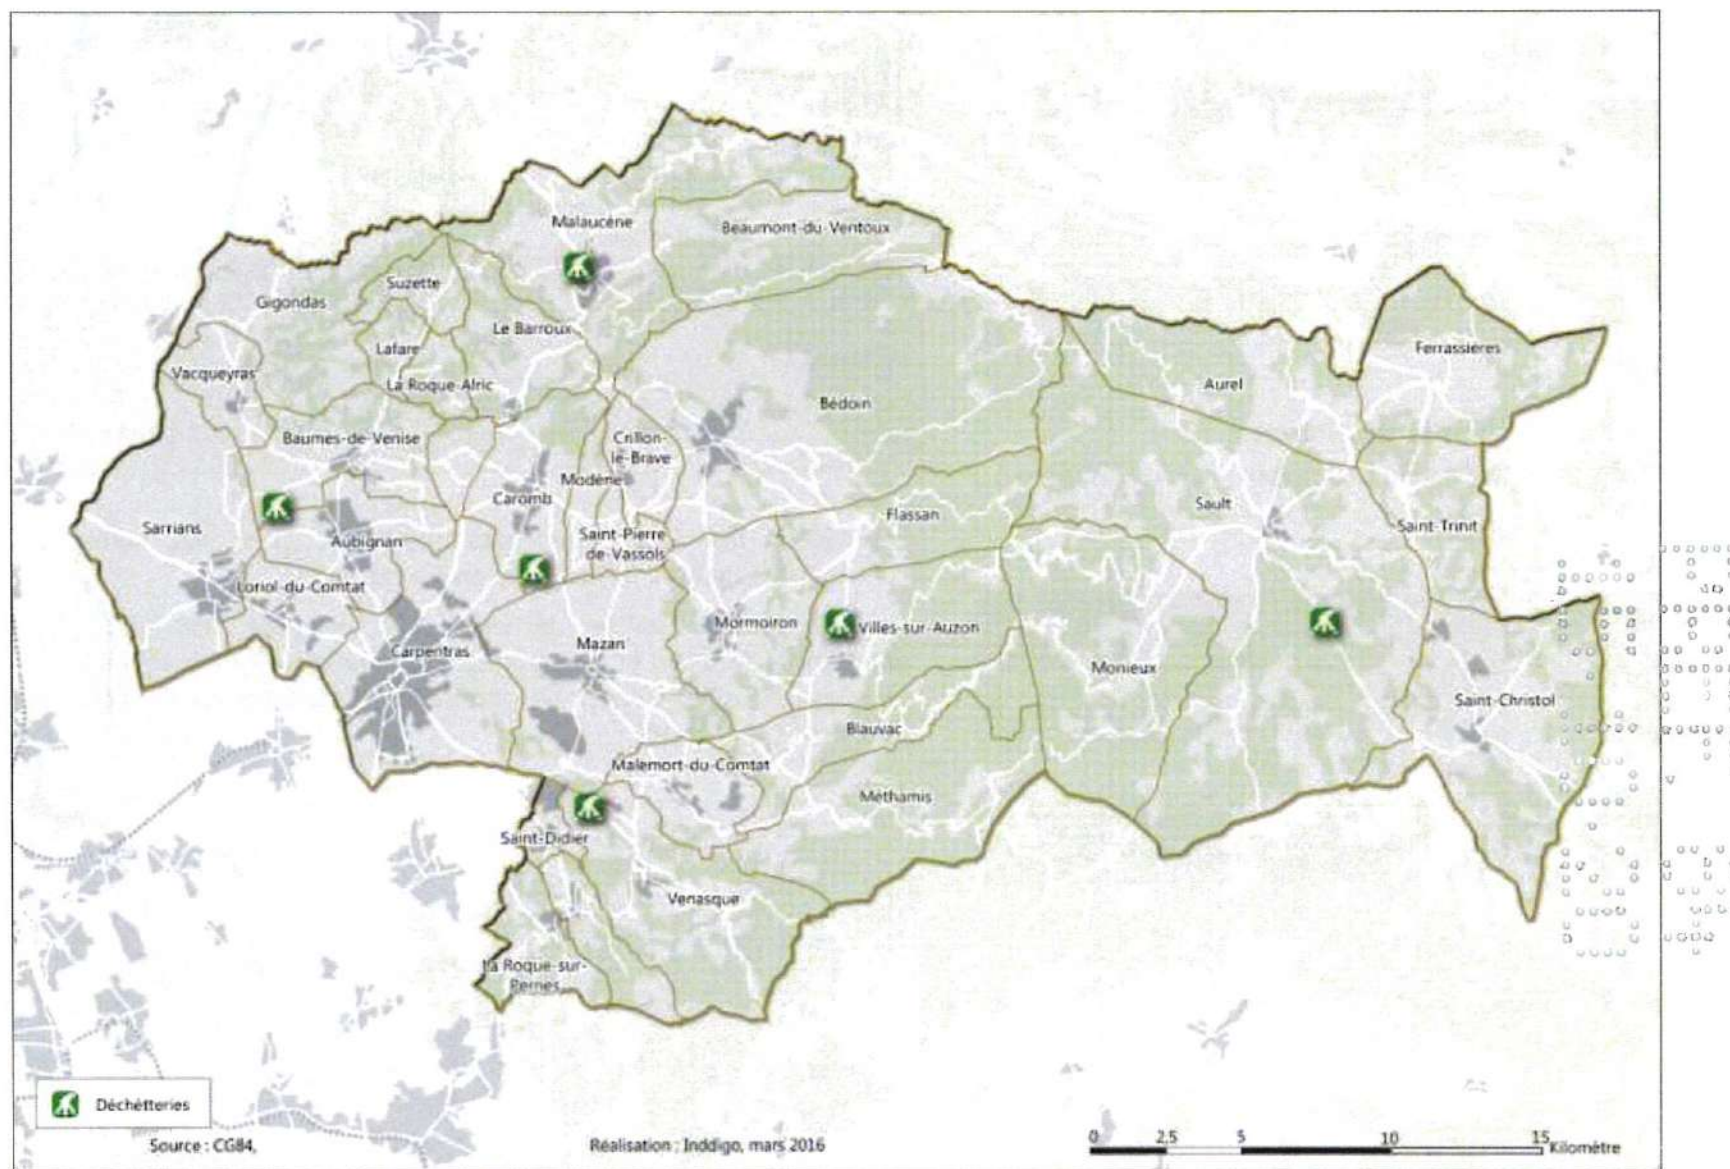 Malaucène
Beaumont-du-Ventoux
Suzette
Gigondas
Le Barroux
Ferrassières
Lafare
Vacqueyras
La Roque-Alric
Aurel
Bédoin
Baumes-de-Venise
Crillon-
le-Brave
Modène
Caromb
Sault
Flassan
Sarrians
Aubignan
Saint-Pierre
de-Vassols
Saint-Trinit
Loriol-du-Comtat
Mormoiron
Villes-sur-Auzon
Mazan
Carpentras
Monieux
Saint-Christol
Blauvac
Malemort-du-Comtat
Méthamis
Saint-Didier
Venasque
La Roque-sur-
Pernes
Déchètteries
Source : CG84,
Réalisation : Inddigo, mars 2016
0 2,5 5 10 15
Kilomètre